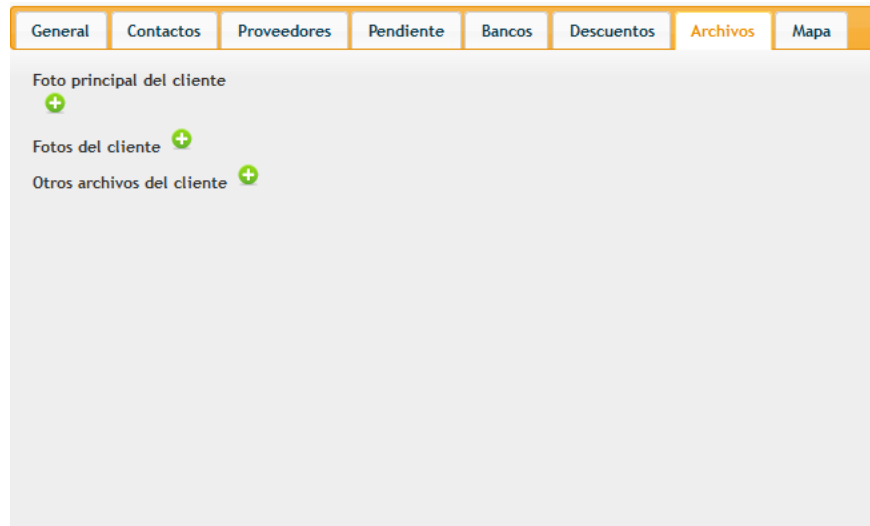 General Contactos Proveedores Pendiente Bancos Descuentos Archivos Mapa
Foto principal del cliente
Fotos del cliente
Otros archivos del cliente